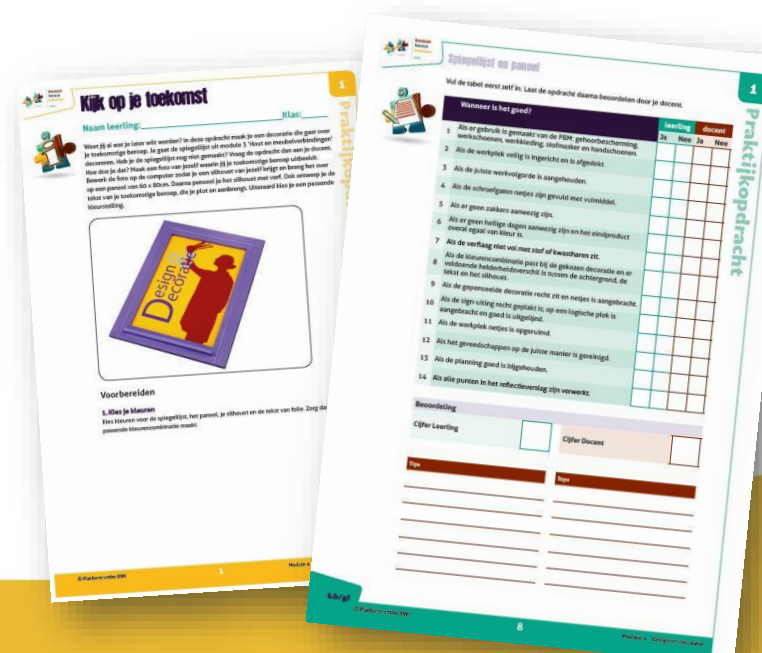 Kijk op je toekomst
Naam leerling:
Klas:
Weet jij al wat je later wilt worden? In deze opdracht maak je een decoratie die gaat over
je toekomstige beroep. Je gaat de spiegellijst uit module 3 'Hout en meubelverbindingen'
decoreren. Heb je de spiegellijst nog niet gemaakt? Vraag de opdracht dan aan je docent.
Hoe doe je dat? Maak een foto van jezelf waarin jij je toekomstige beroep uitbeeldt.
Bewerk de foto op de computer zodat je een silhouet van jezelf krijgt en breng het over
op een paneel van 60 x 80cm. Daarna penseel je het silhouet met verf. Ook ontwerp je de
tekst van je toekomstige beroep, die je plot en aanbrengt. Uiteraard kies je een passende
kleurstelling.
Design &
Decoratie
Voorbereiden
1. Kies je kleuren
Kies kleuren voor de spiegellijst, het paneel, je silhouet en de tekst van folie. Zorg dat
passende kleurencombinatie maakt.
© Platform vmbo BWI
1
Module
1
Praktijkopd
Spiegellijst en paneel
Vul de tabel eerst zelf in. Laat de opdracht daarna beoordelen door je docent.
Wanneer is het goed?
leerling docent
Ja Nee Ja Nee
1 Als er gebruik is gemaakt van de PBM: gehoorbescherming,
werkschoenen, werkkleding, stofmasker en handschoenen.
2 Als de werkplek veilig is ingericht en is afgedekt.
3 Als de juiste werkvolgorde is aangehouden.
4 Als de schroefgaten netjes zijn gevuld met vulmiddel.
5 Als er geen zakkers aanwezig zijn.
6 Als er geen heilige dagen aanwezig zijn en het eindproduct
overal egaal van kleur is.
7 Als de verflaag niet vol met stof of kwastharen zit.
8 Als de kleurencombinatie past bij de gekozen decoratie en er
voldoende helderheidsverschil is tussen de achtergrond, de
tekst en het silhouet.
9 Als de gepenseelde decoratie recht zit en netjes is aangebracht.
10 Als de sign-uiting recht geplakt is, op een logische plek is
aangebracht en goed is uitgelijnd.
11 Als de werkplek netjes is opgeruimd.
12 Als het gereedschappen op de juiste manier is gereinigd.
13 Als de planning goed is bijgehouden.
14 Als alle punten in het reflectieverslag zijn verwerkt.
Beoordeling
Cijfer Leerling
Cijfer Docent
Tips
Tops
kb/gl
© Platform vmbo BWI
8
Module 4 Design en decoratie
1
Praktijkopdracht